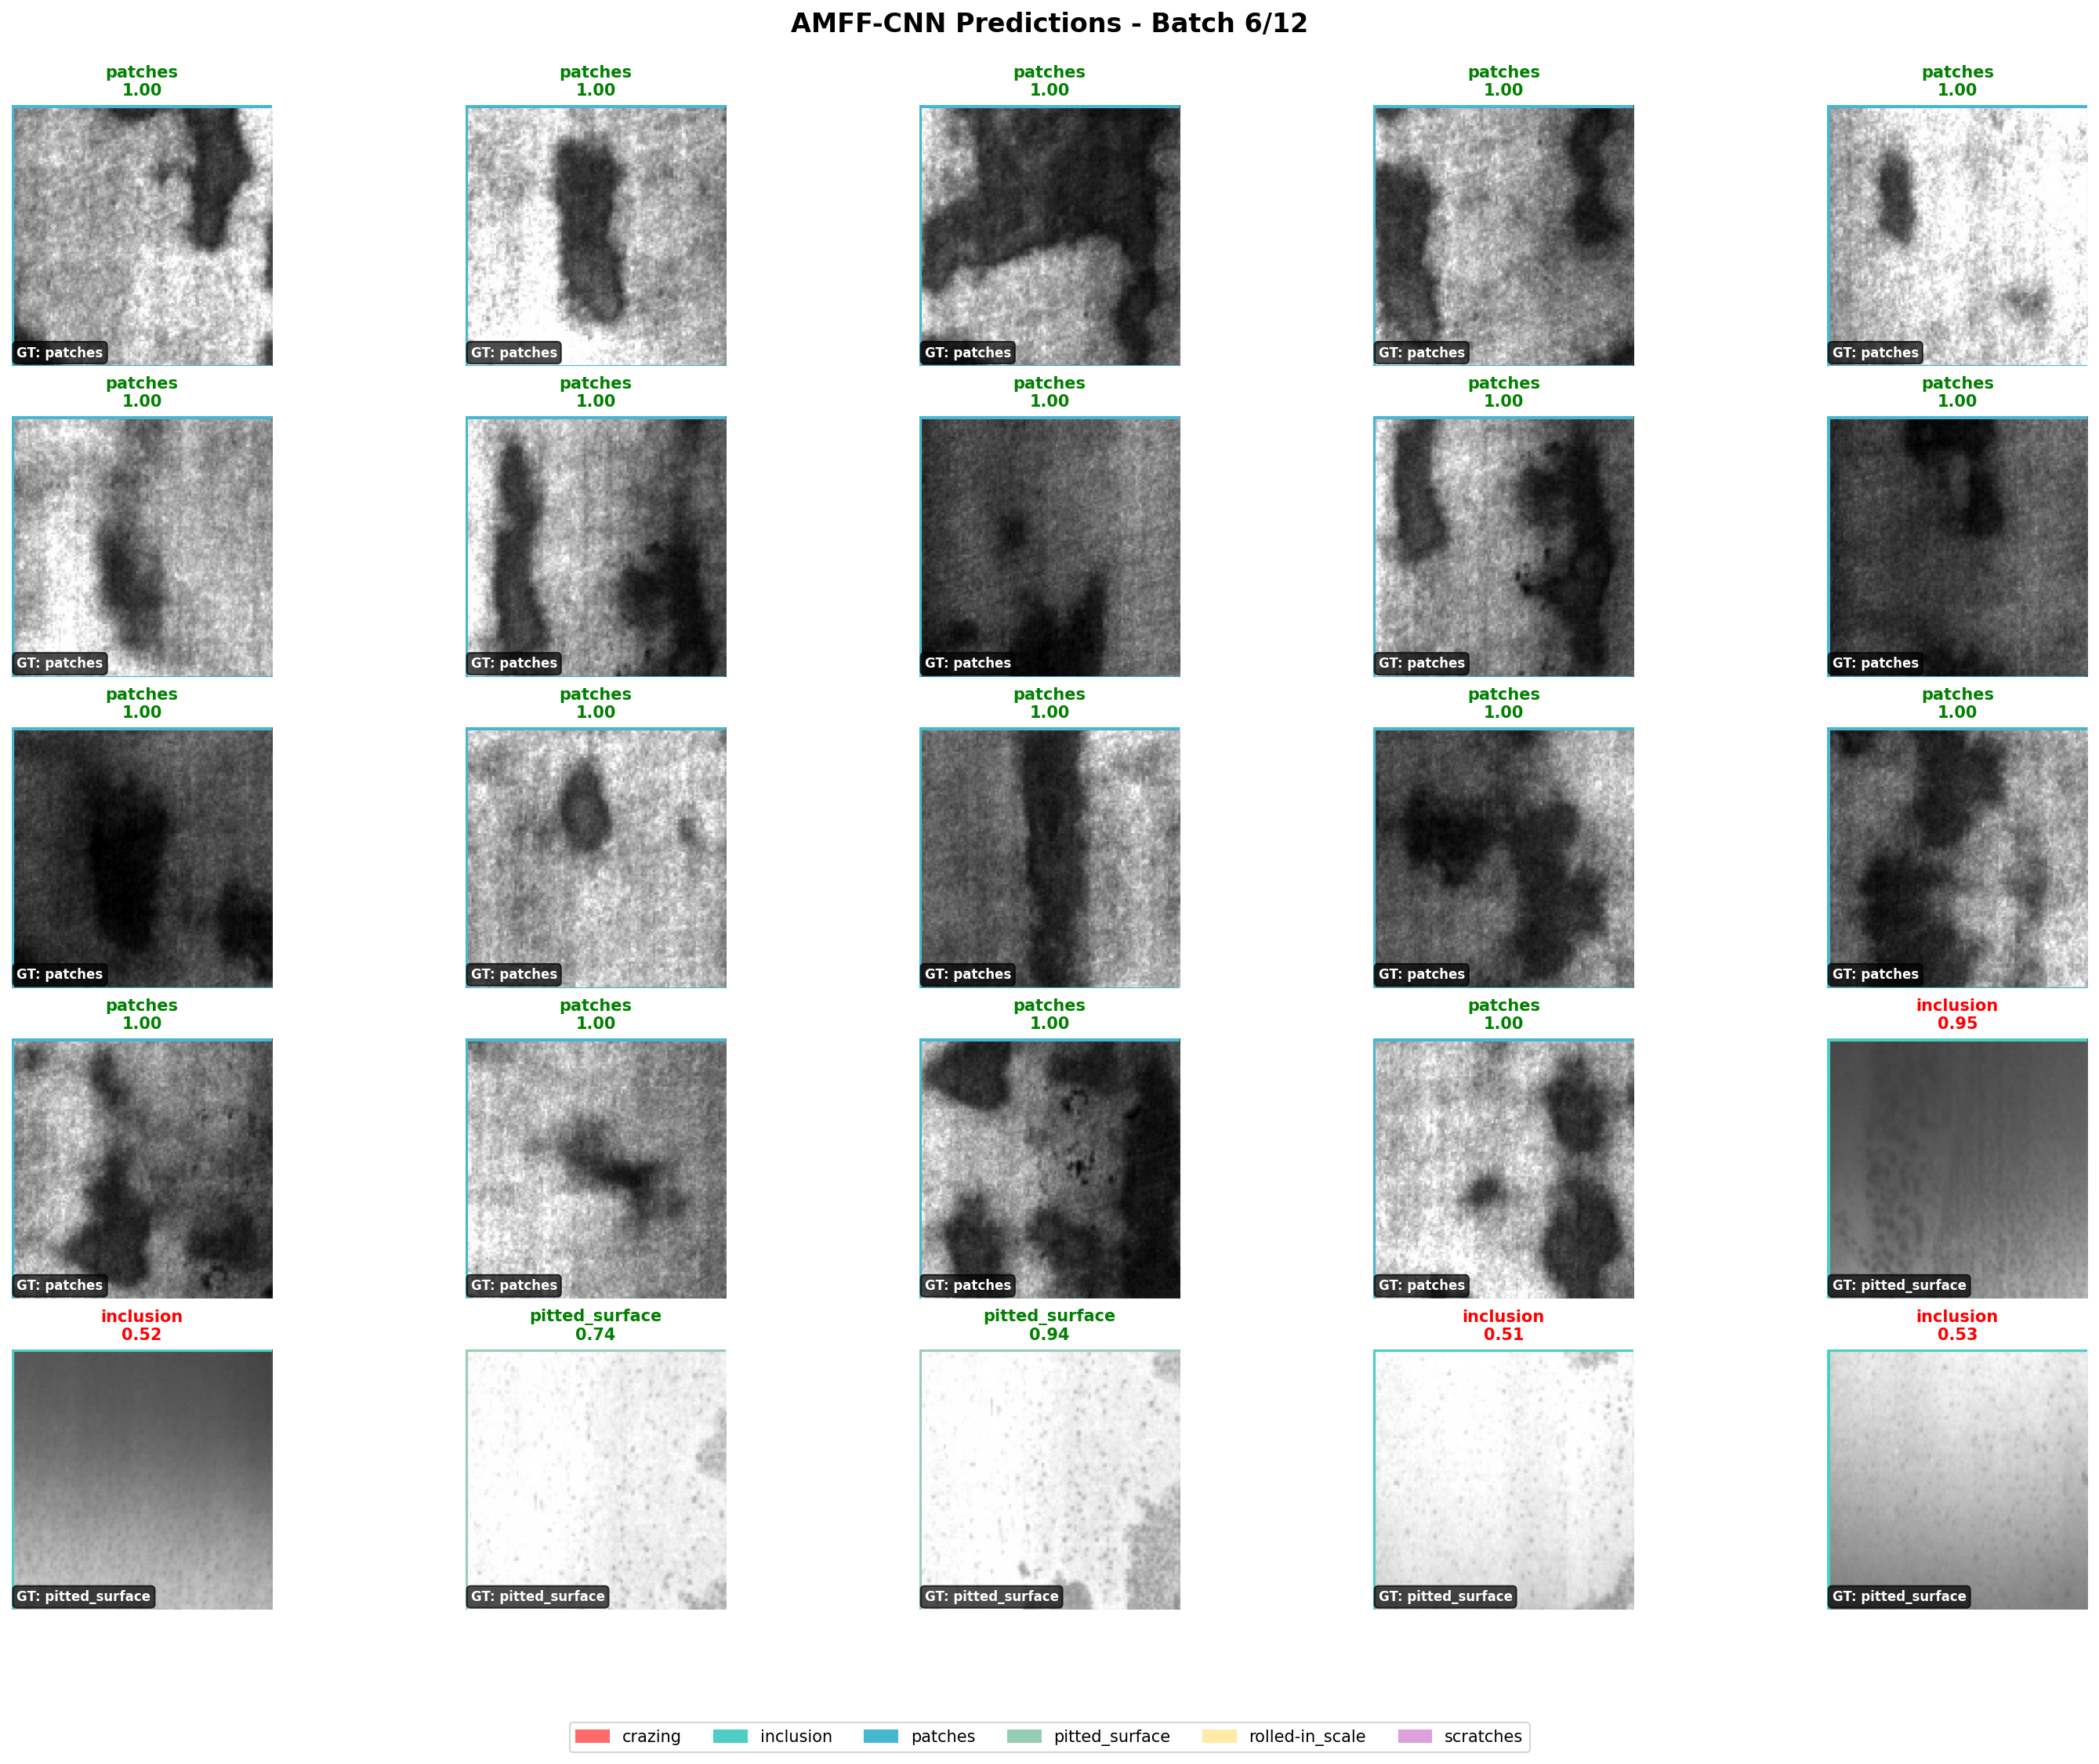 AMFF-CNN Predictions - Batch 6/12
patches
1.00
GT: patches
patches
1.00
GT: patches
patches
1.00
GT: patches
patches
1.00
GT: patches
patches
1.00
GT: patches
patches
1.00
GT: patches
patches
1.00
GT: patches
patches
1.00
GT: patches
patches
1.00
GT: patches
patches
1.00
GT: patches
patches
1.00
GT: patches
patches
1.00
GT: patches
patches
1.00
GT: patches
patches
1.00
GT: patches
patches
1.00
GT: patches
patches
1.00
GT: patches
patches
1.00
GT: patches
patches
1.00
GT: patches
patches
1.00
GT: patches
inclusion
0.95
GT: pitted_surface
inclusion
0.52
GT: pitted_surface
pitted_surface
0.74
GT: pitted_surface
pitted_surface
0.94
GT: pitted_surface
inclusion
0.51
GT: pitted_surface
inclusion
0.53
GT: pitted_surface
crazing
inclusion
patches
pitted_surface
rolled-in_scale
scratches